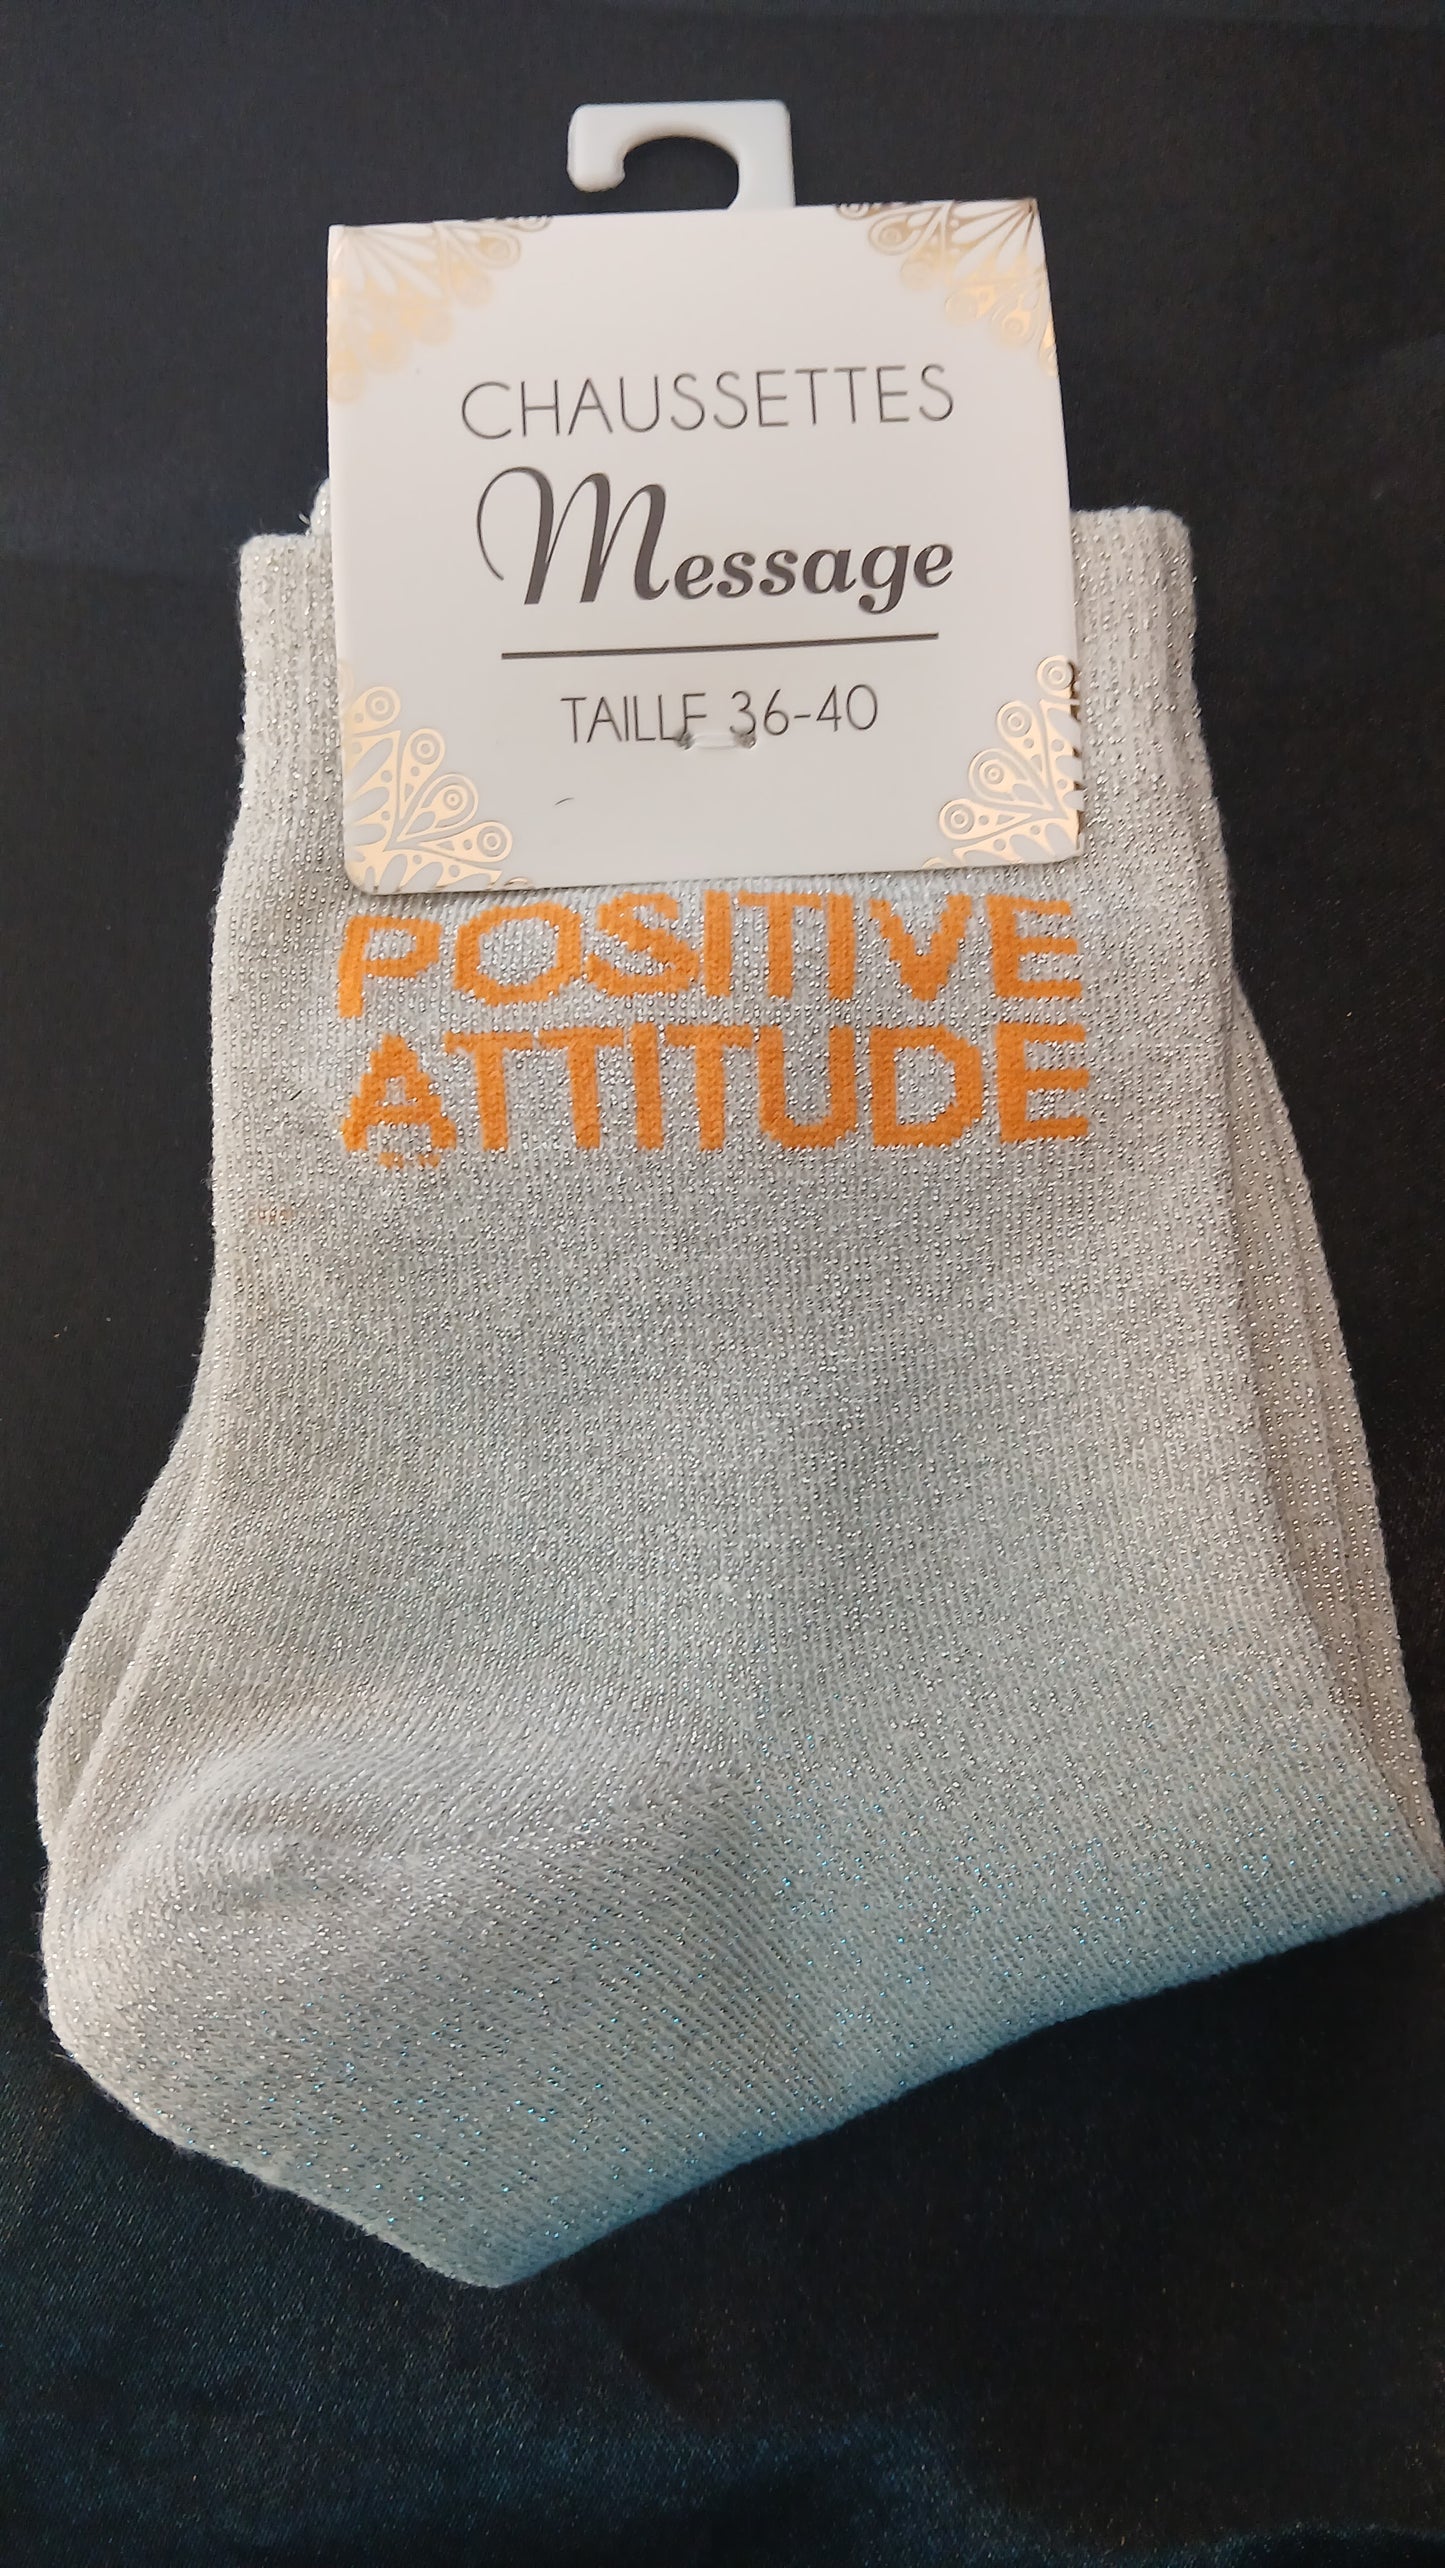 CHAUSSETTES
Message
TAILLE 36-40
POSITIVE
ATTITUDE